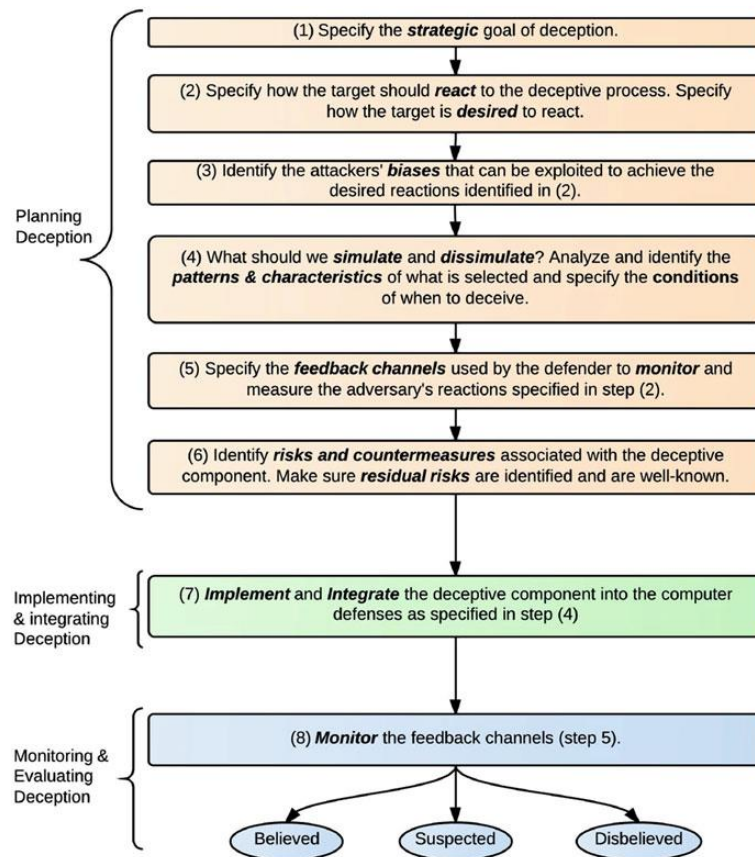 (1) Specify the strategic goal of deception.
(2) Specify how the target should react to the deceptive process. Specify
how the target is desired to react.
(3) Identify the attackers' biases that can be exploited to achieve the
desired reactions identified in (2).
Planning
Deception
(4) What should we simulate and dissimulate? Analyze and identify the
patterns & characteristics of what is selected and specify the conditions
of when to deceive.
(5) Specify the feedback channels used by the defender to monitor and
measure the adversary's reactions specified in step (2).
(6) Identify risks and countermeasures associated with the deceptive
component. Make sure residual risks are identified and are well-known.
Implementing
& integrating
Deception
(7) Implement and Integrate the deceptive component into the computer
defenses as specified in step (4)
Monitoring &
Evaluating
Deception
(8) Monitor the feedback channels (step 5).
Believed
Suspected
Disbelieved